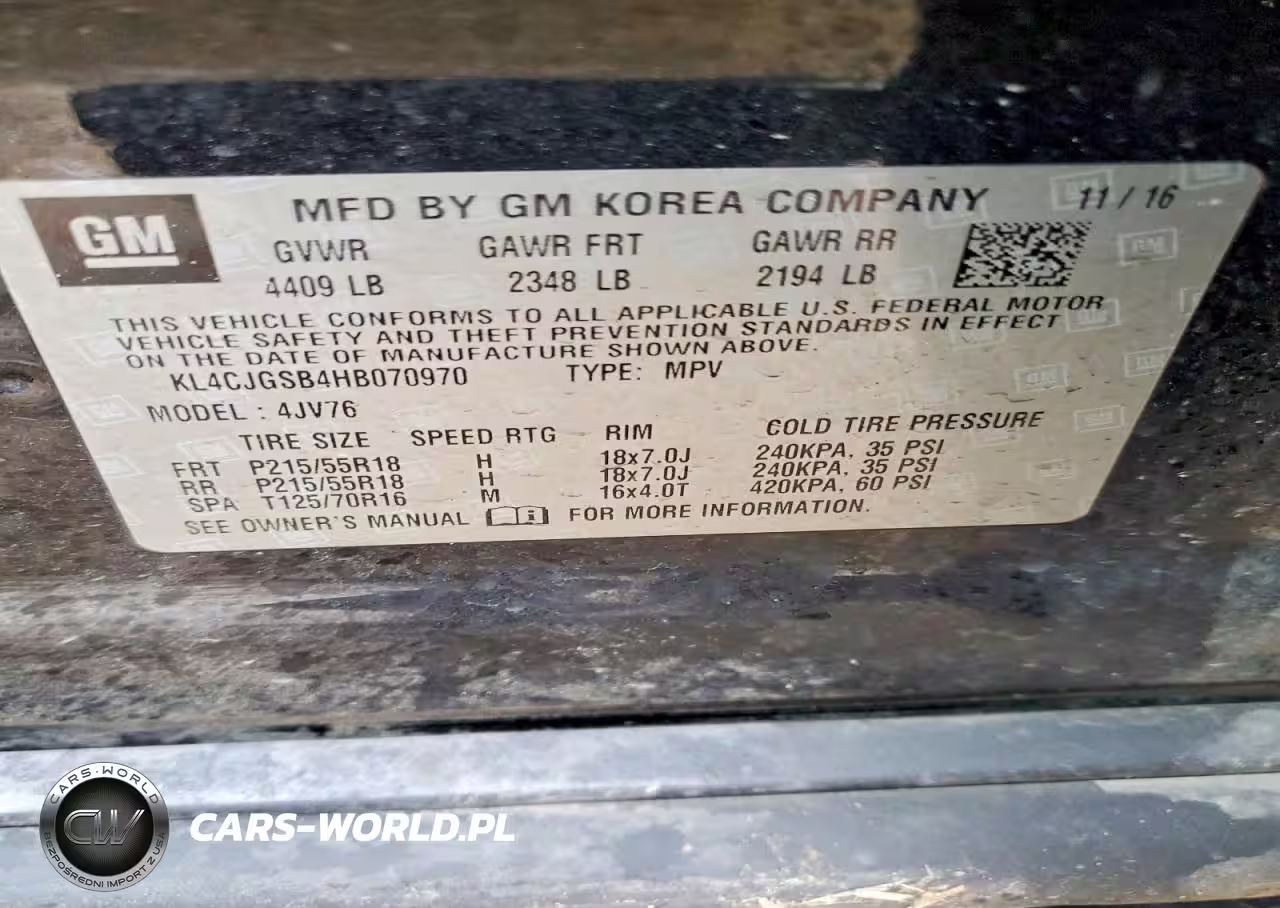 GM
MFD BY GM KOREA COMPANY 11 / 16
GVWR GAWR FRT GAWR RR
4409 LB 2348 LB 2194 LB
THIS VEHICLE CONFORMS TO ALL APPLICABLE U.S. FEDERAL MOTOR
VEHICLE SAFETY AND THEFT PREVENTION STANDARDS IN EFFECT
ON THE DATE OF MANUFACTURE SHOWN ABOVE.
KL4CJGSB4HB070970 TYPE: MPV
MODEL : 4JV76
TIRE SIZE SPEED RTG RIM COLD TIRE PRESSURE
FRT P215/55R18 H 18x7.0J 240KPA, 35 PSI
RR P215/55R18 H 18x7.0J 240KPA, 35 PSI
SPA T125/70R16 M 16x4.0T 420KPA, 60 PSI
SEE OWNER'S MANUAL FOR MORE INFORMATION.
CARS-WORLD
CW
BEZPOŚREDNI IMPORT Z USA
CARS-WORLD.PL